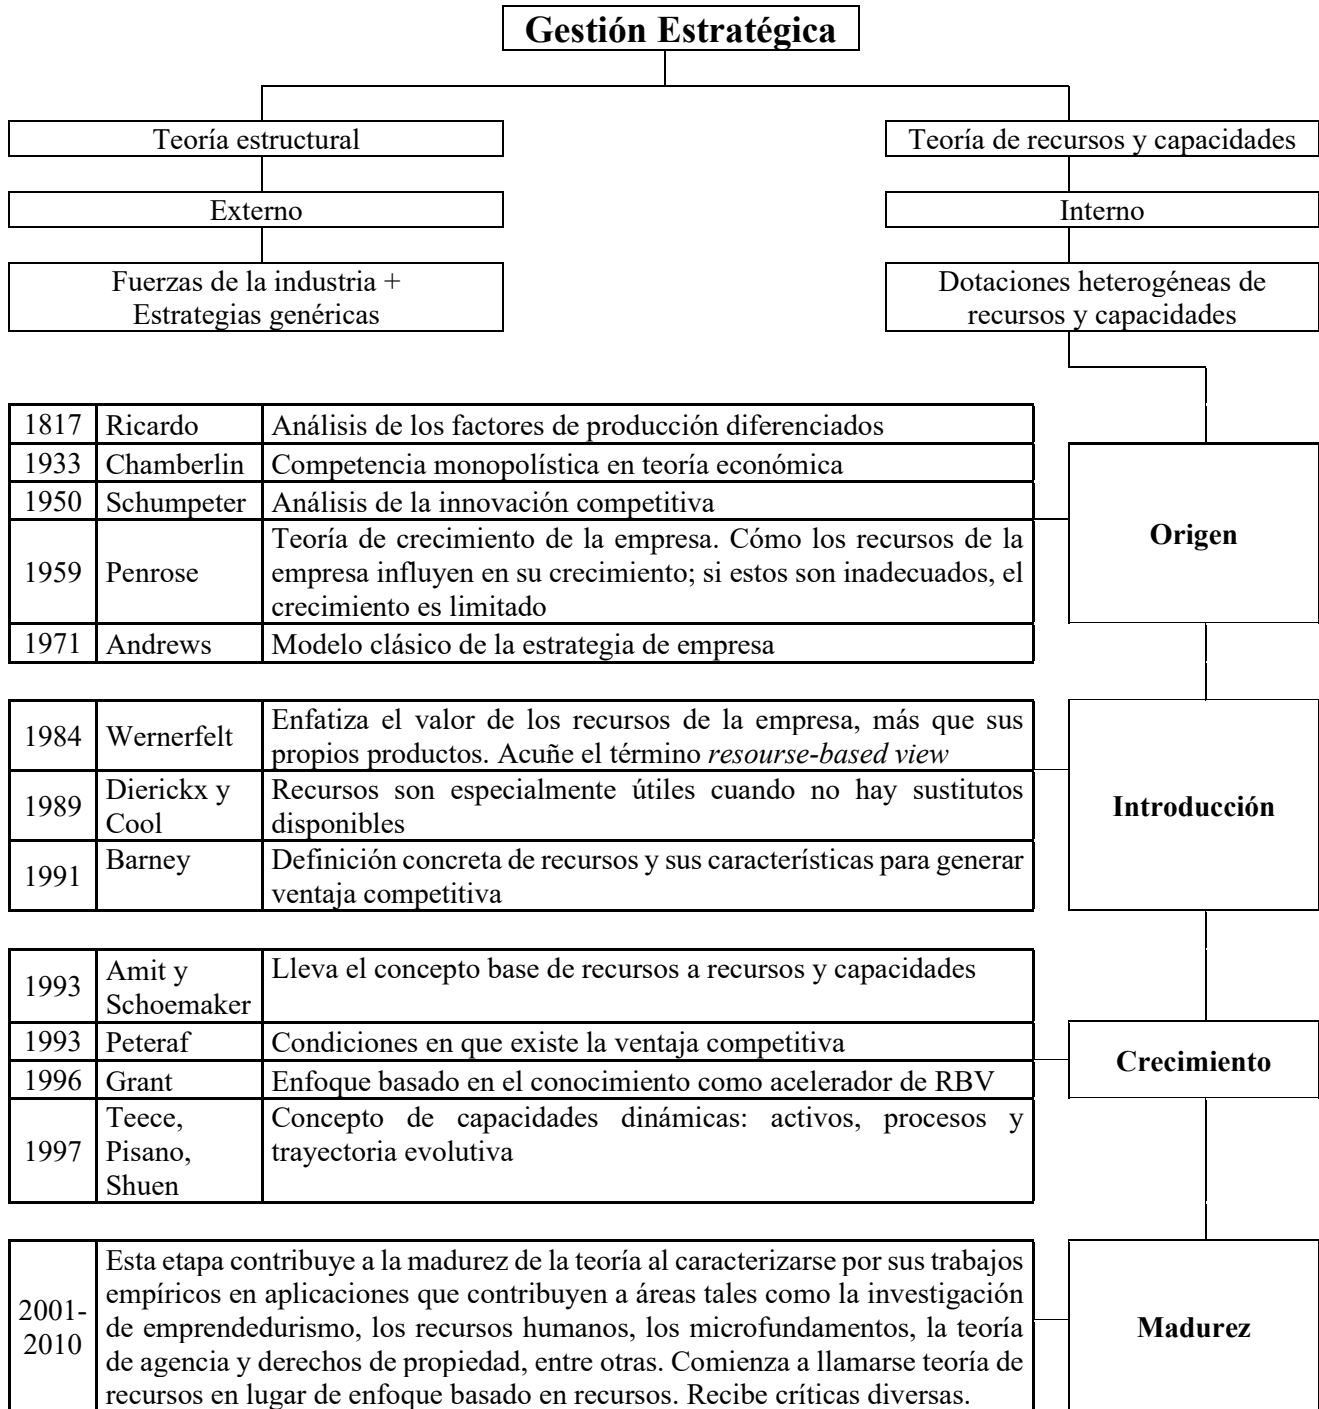 Gestión Estratégica
Teoría estructural
Teoría de recursos y capacidades
Externo
Interno
Fuerzas de la industria +
Estrategias genéricas
Dotaciones heterogéneas de
recursos y capacidades
1817 Ricardo Análisis de los factores de producción diferenciados
1933 Chamberlin Competencia monopolística en teoría económica
1950 Schumpeter Análisis de la innovación competitiva
1959 Penrose Teoría de crecimiento de la empresa. Cómo los recursos de la
empresa influyen en su crecimiento; si estos son inadecuados, el
crecimiento es limitado
1971 Andrews Modelo clásico de la estrategia de empresa
Origen
1984 Wernerfelt Enfatiza el valor de los recursos de la empresa, más que sus
propios productos. Acuñe el término resourse-based view
1989 Dierickx y
Cool
Recursos son especialmente útiles cuando no hay sustitutos
disponibles
1991 Barney Definición concreta de recursos y sus características para generar
ventaja competitiva
Introducción
1993 Amit y
Schoemaker
Lleva el concepto base de recursos a recursos y capacidades
1993 Peteraf Condiciones en que existe la ventaja competitiva
1996 Grant Enfoque basado en el conocimiento como acelerador de RBV
1997 Teece,
Pisano,
Shuen
Concepto de capacidades dinámicas: activos, procesos y
trayectoria evolutiva
Crecimiento
2001-
2010
Esta etapa contribuye a la madurez de la teoría al caracterizarse por sus trabajos
empíricos en aplicaciones que contribuyen a áreas tales como la investigación
de emprendedurismo, los recursos humanos, los microfundamentos, la teoría
de agencia y derechos de propiedad, entre otras. Comienza a llamarse teoría de
recursos en lugar de enfoque basado en recursos. Recibe críticas diversas.
Madurez